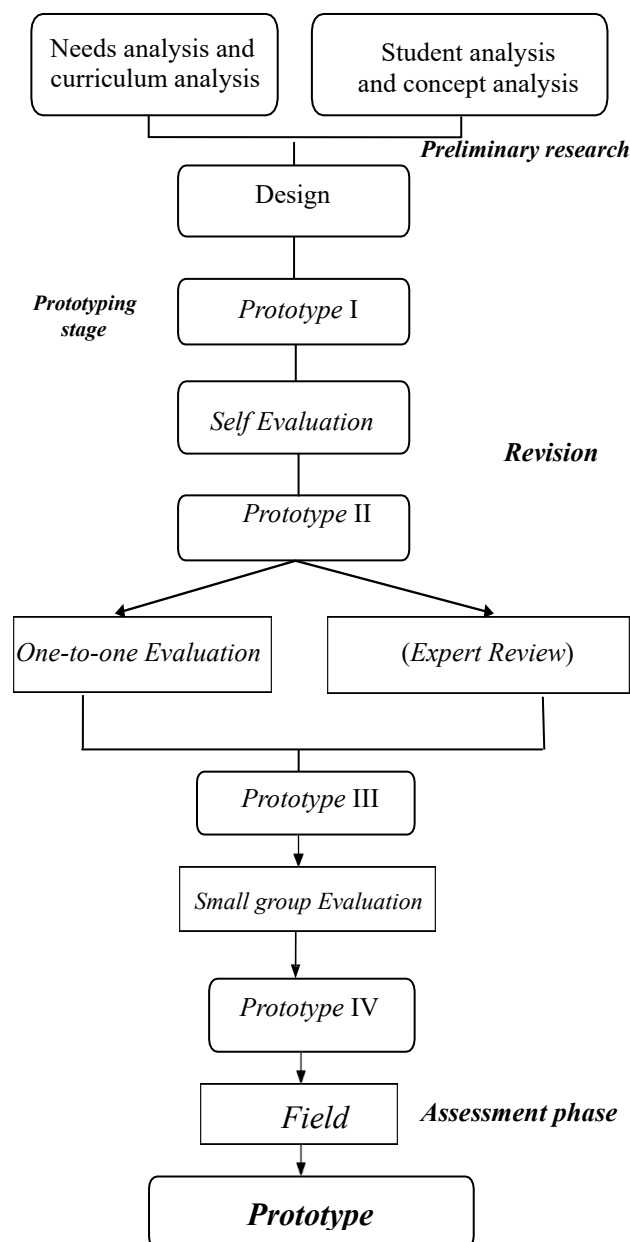 Needs analysis and
curriculum analysis
Student analysis
and concept analysis
Preliminary research
Design
Prototyping
stage
Prototype I
Self Evaluation
Revision
Prototype II
One-to-one Evaluation
(Expert Review)
Prototype III
Small group Evaluation
Prototype IV
Field
Assessment phase
Prototype